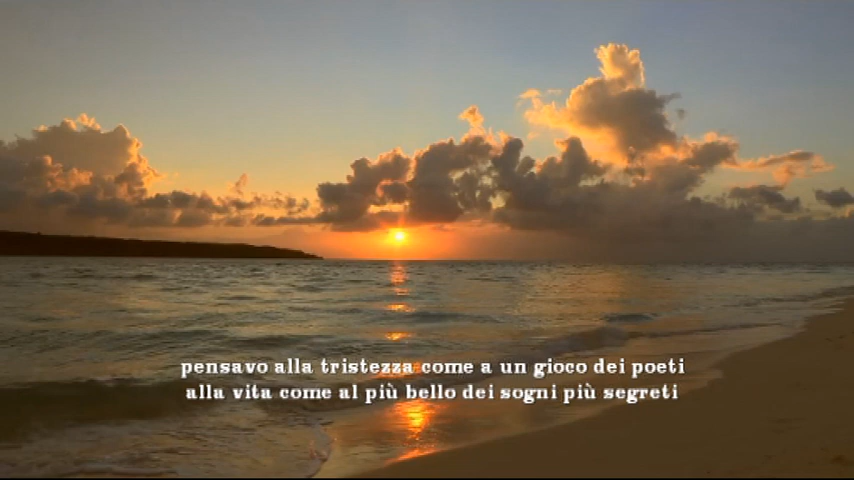 pensavo alla tristezza come a un gioco dei poeti
alla vita come al più bello dei sogni più segreti